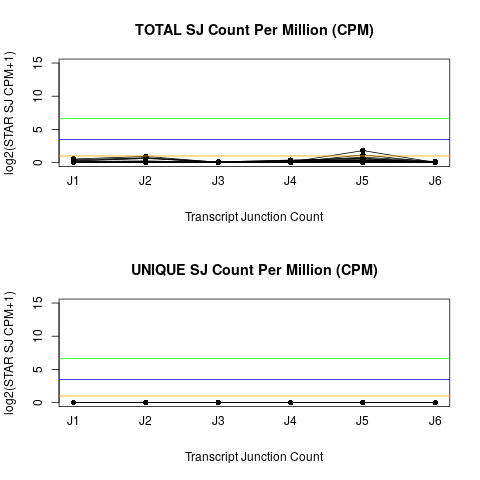 TOTAL SJ Count Per Million (CPM)
log2(STAR SJ CPM+1)
15
10
5
0
J1 J2 J3 J4 J5 J6
Transcript Junction Count
UNIQUE SJ Count Per Million (CPM)
log2(STAR SJ CPM+1)
15
10
5
0
J1 J2 J3 J4 J5 J6
Transcript Junction Count